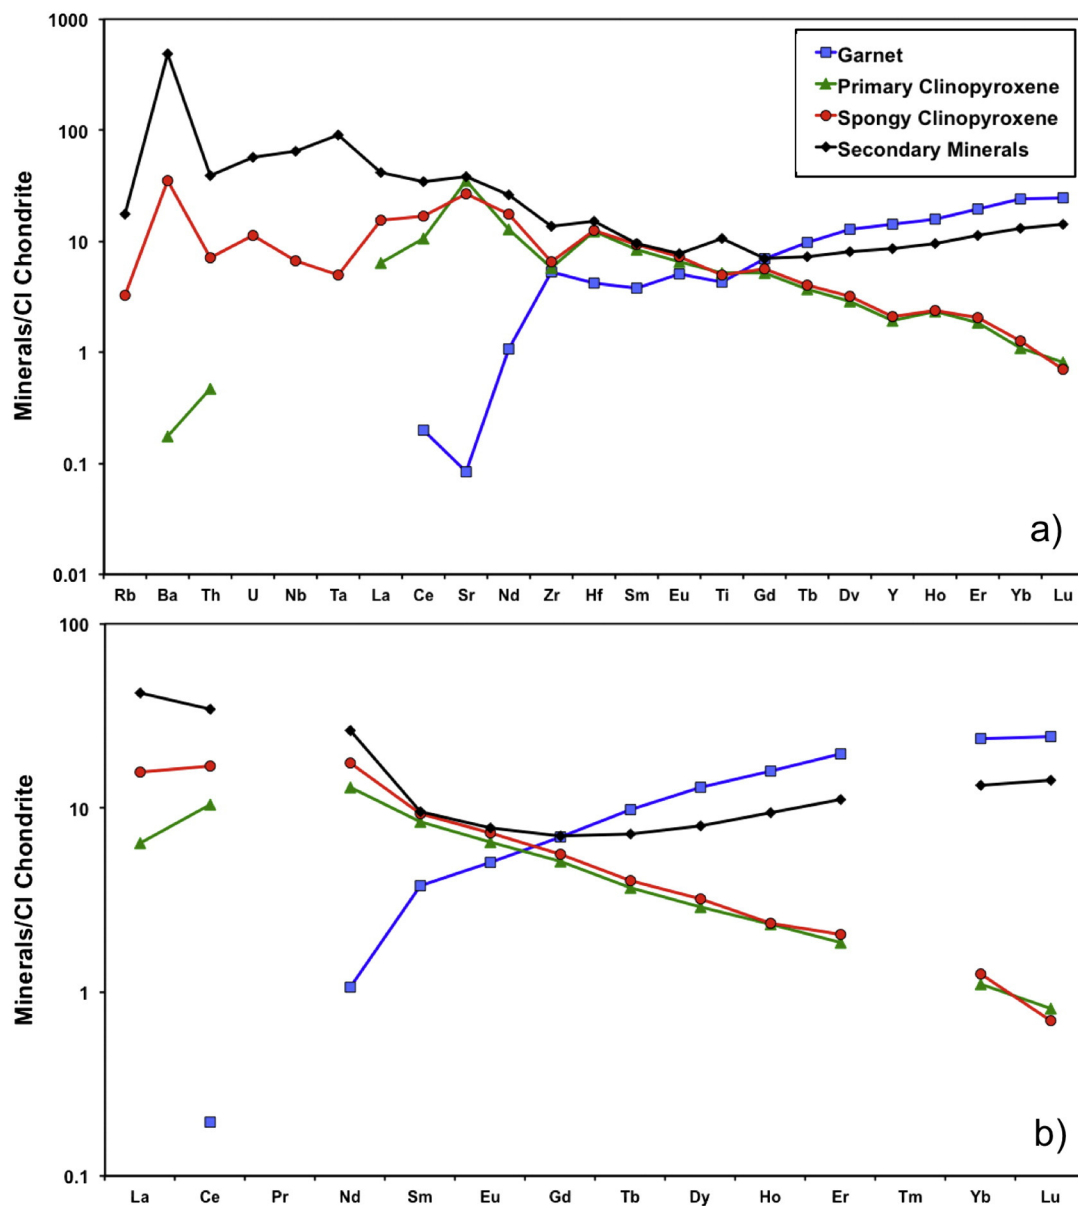 1000
100
10
1
0.1
0.01
Minerals/CI Chondrite
Garnet
Primary Clinopyroxene
Spongy Clinopyroxene
Secondary Minerals
a)
Rb Ba Th U Nb Ta La Ce Sr Nd Zr Hf Sm Eu Ti Gd Tb Dv Y Ho Er Yb Lu
100
10
1
0.1
Minerals/CI Chondrite
b)
La Ce Pr Nd Sm Eu Gd Tb Dy Ho Er Tm Yb Lu